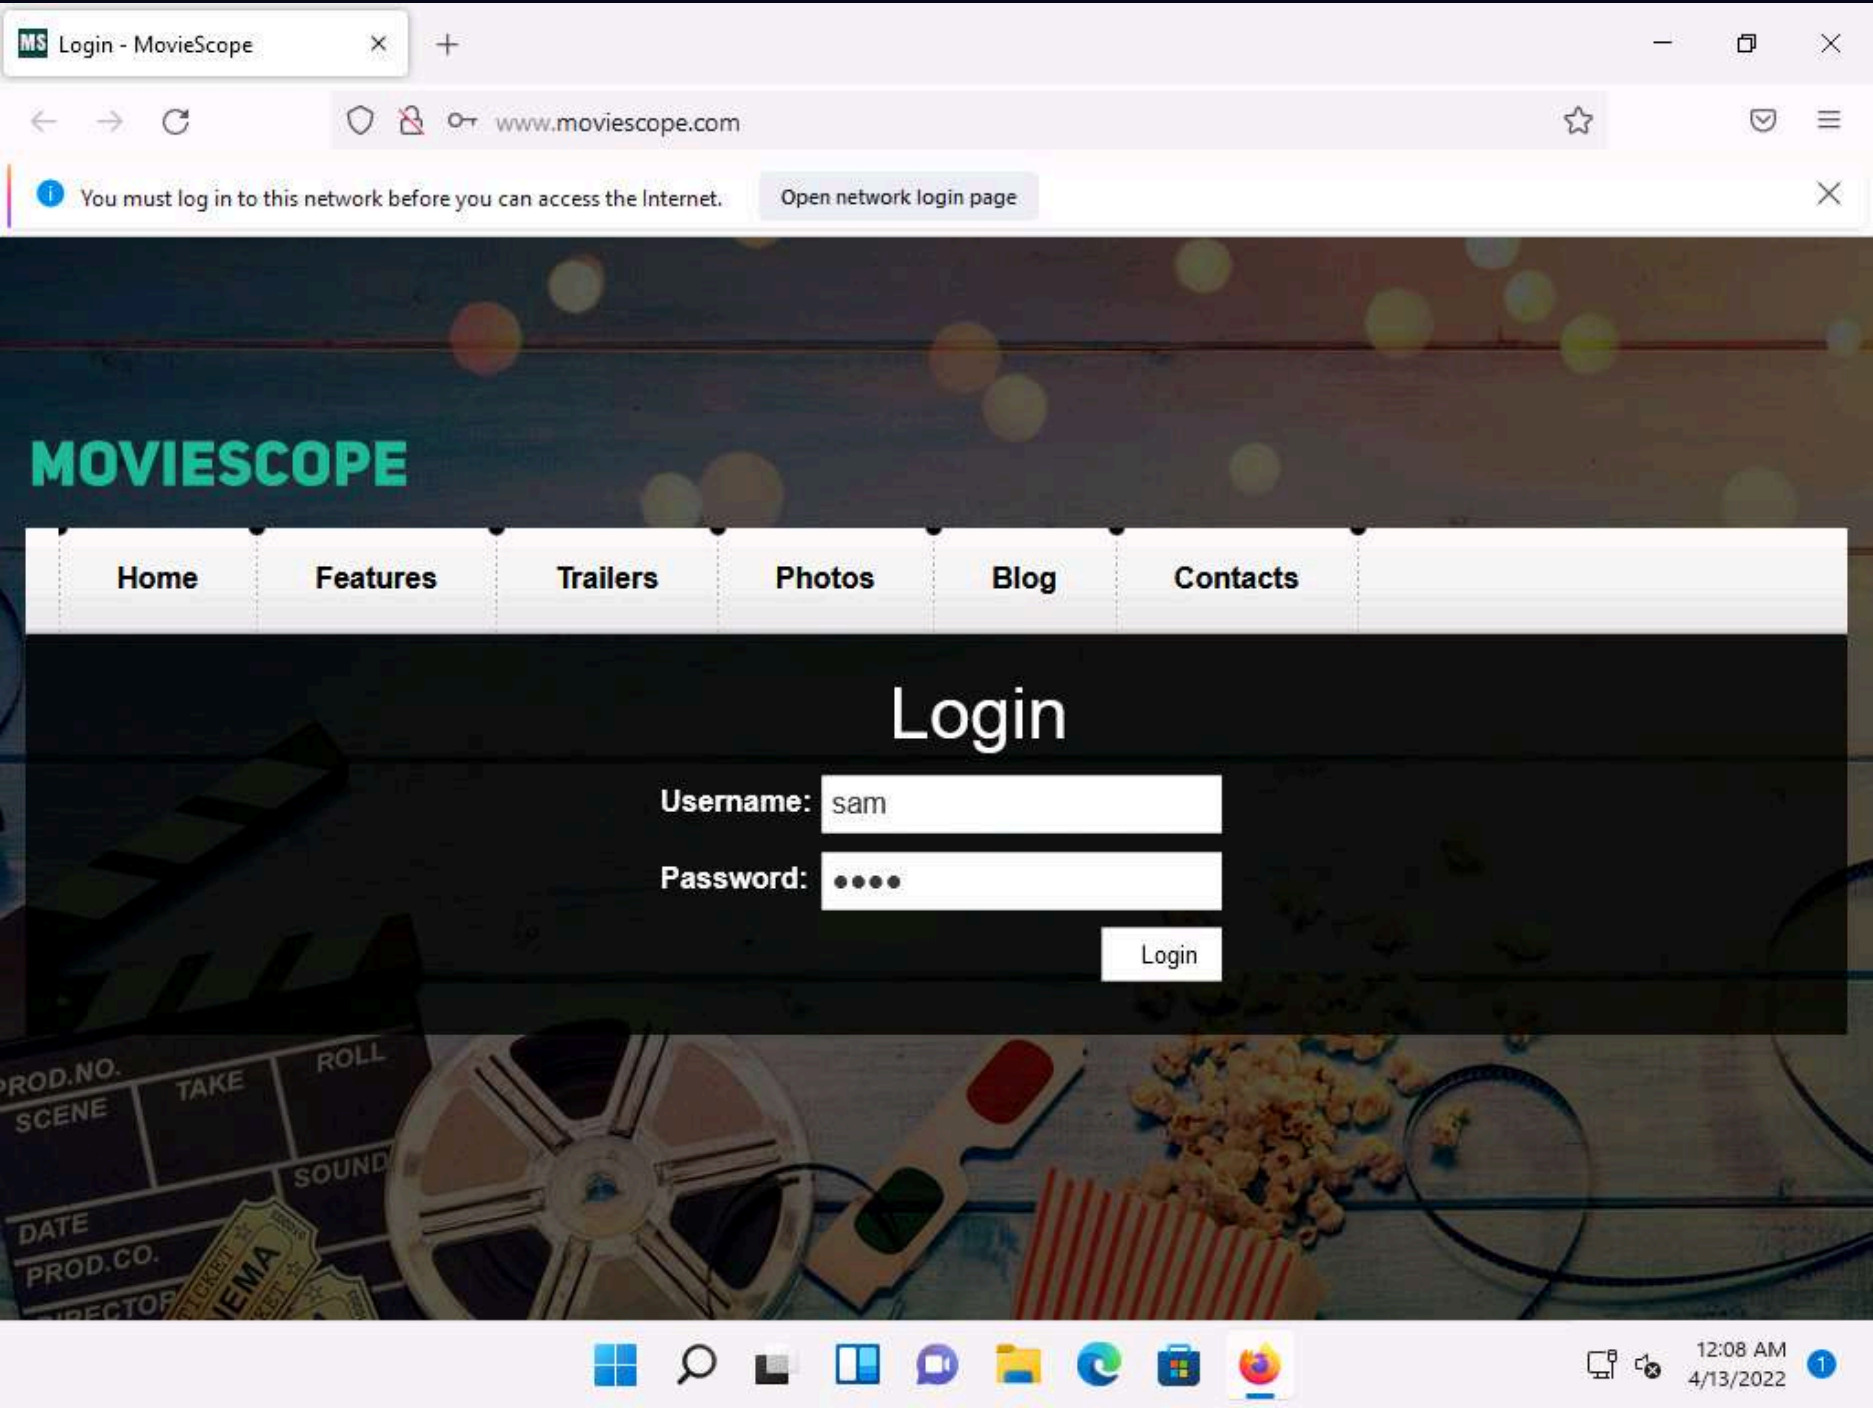 MS Login - MovieScope
www.moviescope.com
You must log in to this network before you can access the Internet. Open network login page
MOVIESCOPE
Home Features Trailers Photos Blog Contacts
Login
Username: sam
Password: ••••
Login
PROD.NO.
SCENE TAKE ROLL
SOUND
DATE
PROD.CO.
DIRECTOR
TICKET
12:08 AM
4/13/2022
1